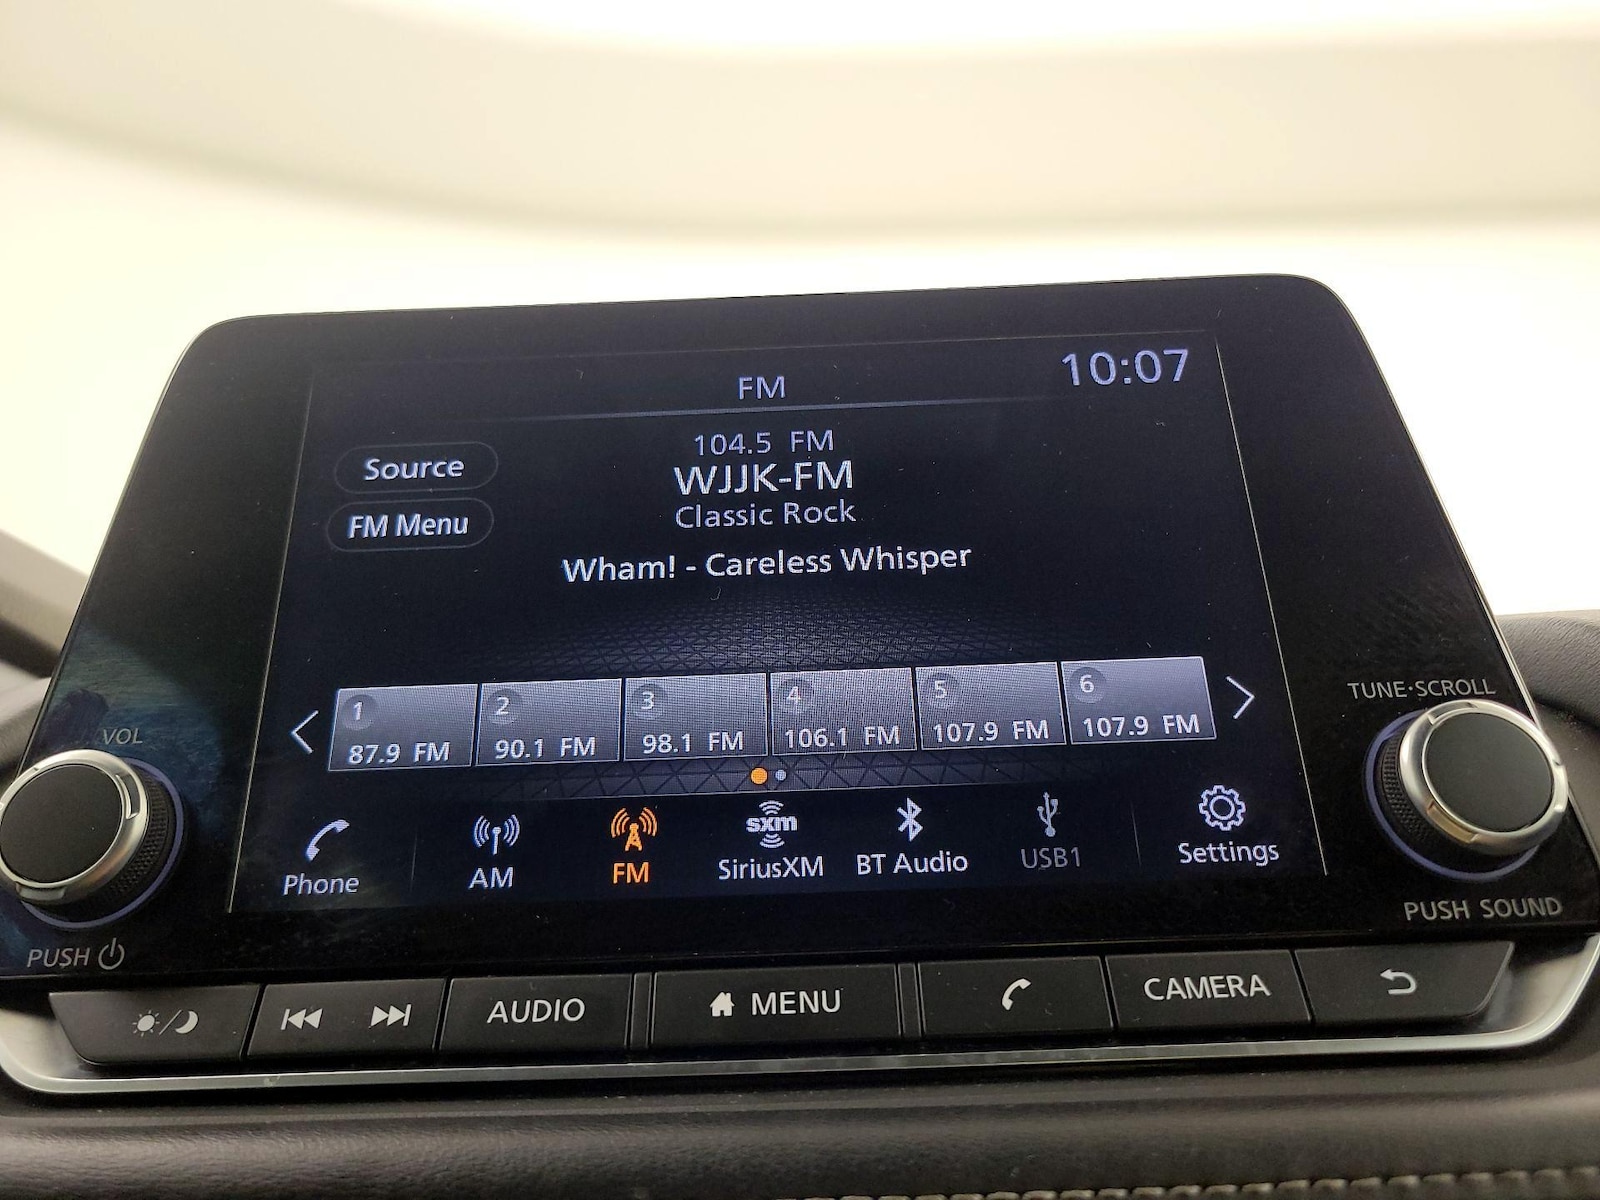 FM
10:07
104.5 FM
Source
WJJK-FM
Classic Rock
FM Menu
Wham! - Careless Whisper
1
2
3
4
5
6
87.9 FM
90.1 FM
98.1 FM
106.1 FM
107.9 FM
107.9 FM
VOL
TUNE·SCROLL
Phone
AM
FM
sxm
SiriusXM
BT Audio
USB1
Settings
PUSH
PUSH SOUND
AUDIO
MENU
CAMERA